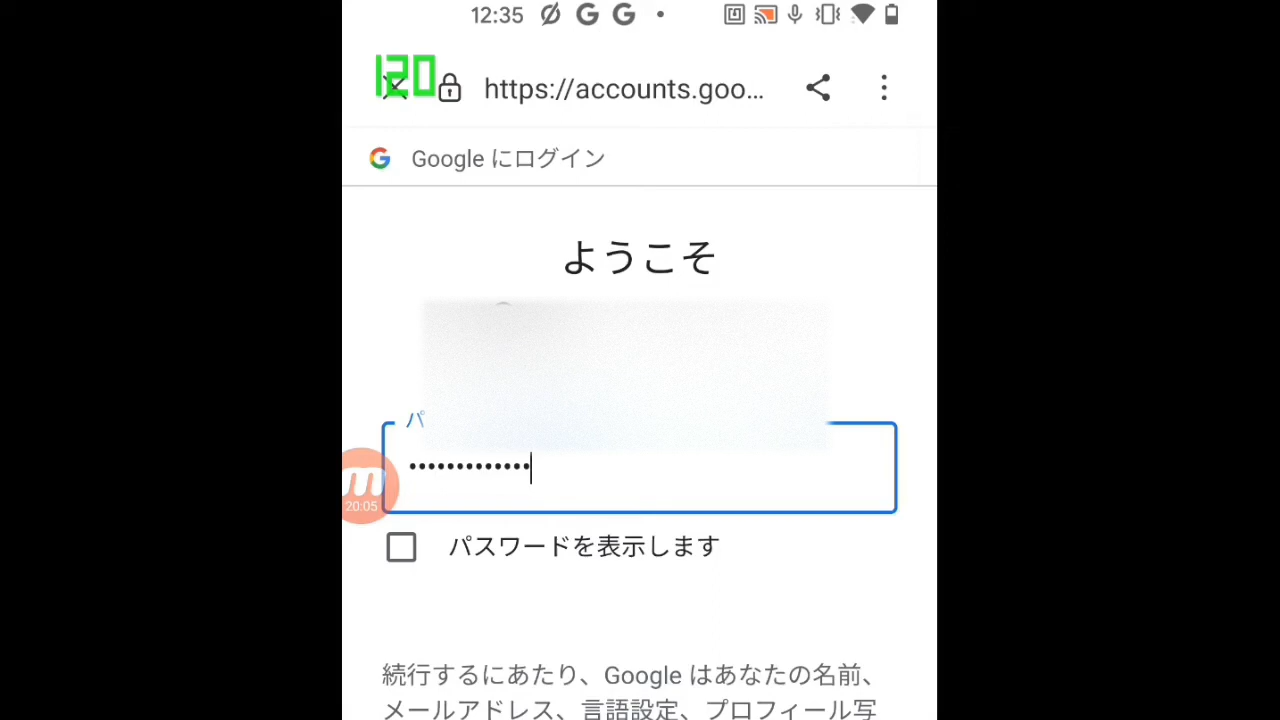 12:35
120
https://accounts.goo...
Google にログイン
ようこそ
パ
•••••••••••••
20:05
パスワードを表示します
続行するにあたり、Google はあなたの名前、
メールアドレス、言語設定、プロフィール写